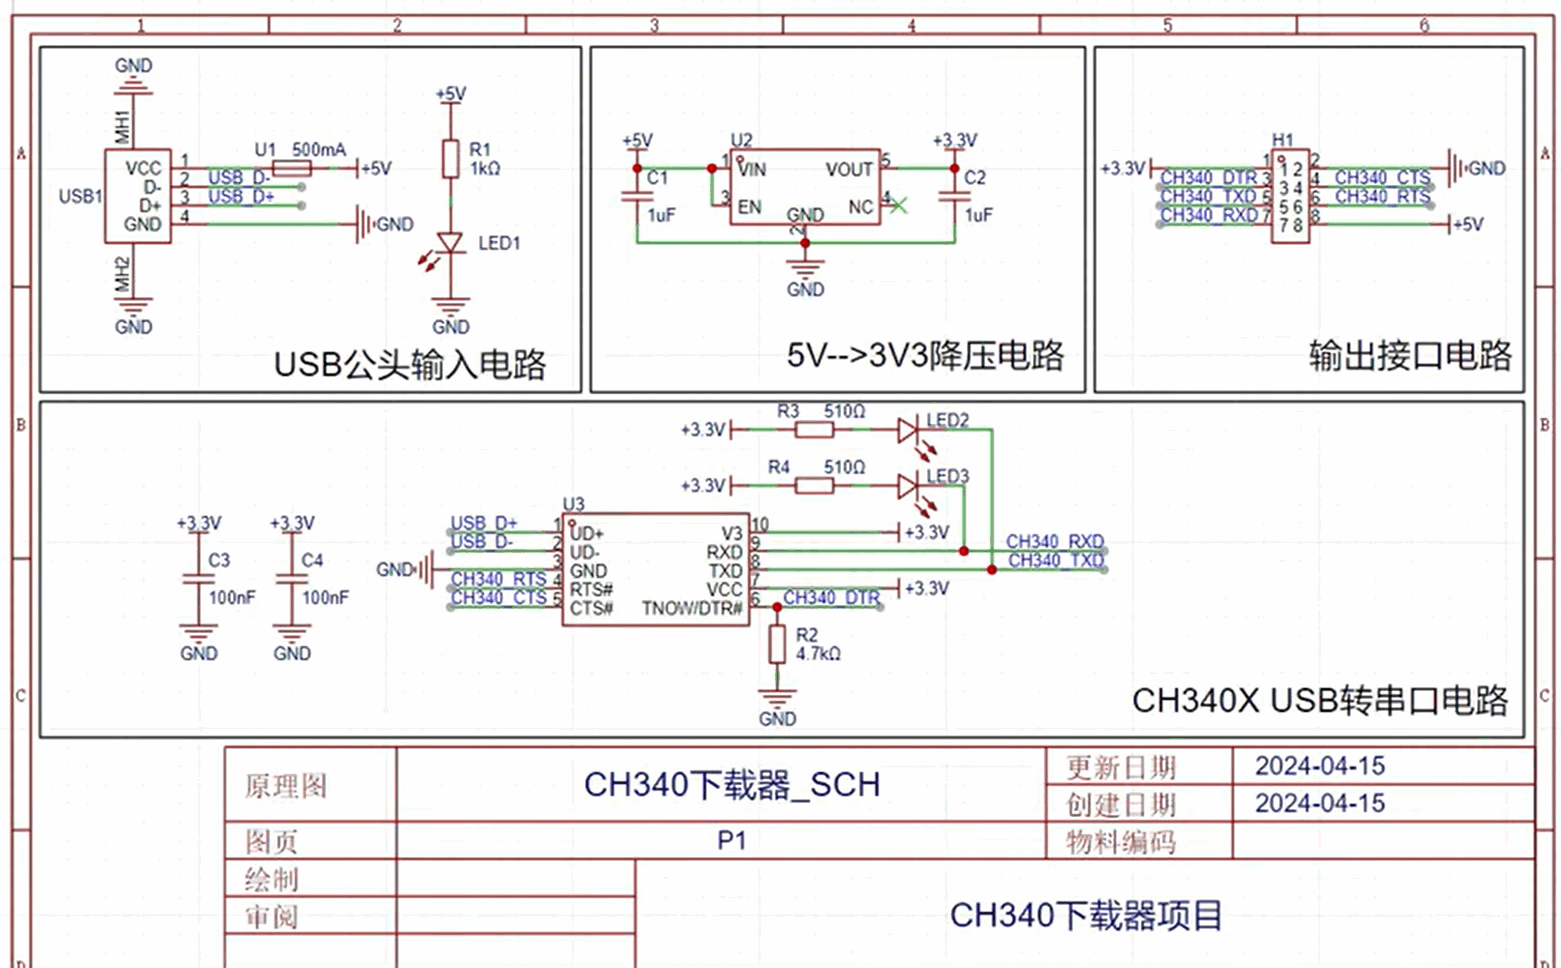 1 2 3 4 5 6
A A
B B
C C
D D
GND
MH1
USB1
VCC 1
D- 2 USB_D-
D+ 3 USB_D+
GND 4
U1 500mA
+5V
GND
MH2
GND
+5V
R1
1kΩ
LED1
GND
USB公头输入电路
+5V
C1
1uF
U2
1 VIN VOUT 5
3 EN NC 4
GND
2
GND
+3.3V
C2
1uF
5V-->3V3降压电路
H1
+3.3V 1 1 2 2 GND
CH340_DTR 3 3 4 4 CH340_CTS
CH340_TXD 5 5 6 6 CH340_RTS
CH340_RXD 7 7 8 8 +5V
输出接口电路
+3.3V R3 510Ω LED2
+3.3V R4 510Ω LED3
+3.3V
C3
100nF
GND
+3.3V
C4
100nF
GND
U3
USB_D+ 1 UD+ V3 10 +3.3V
USB_D- 2 UD- RXD 9 CH340_RXD
GND 3 GND TXD 8 CH340_TXD
CH340_RTS 4 RTS# VCC 7 +3.3V
CH340_CTS 5 CTS# TNOW/DTR# 6 CH340_DTR
R2
4.7kΩ
GND
CH340X USB转串口电路
原理图 CH340下载器_SCH 更新日期 2024-04-15
创建日期 2024-04-15
图页 P1 物料编码
绘制
审阅
CH340下载器项目